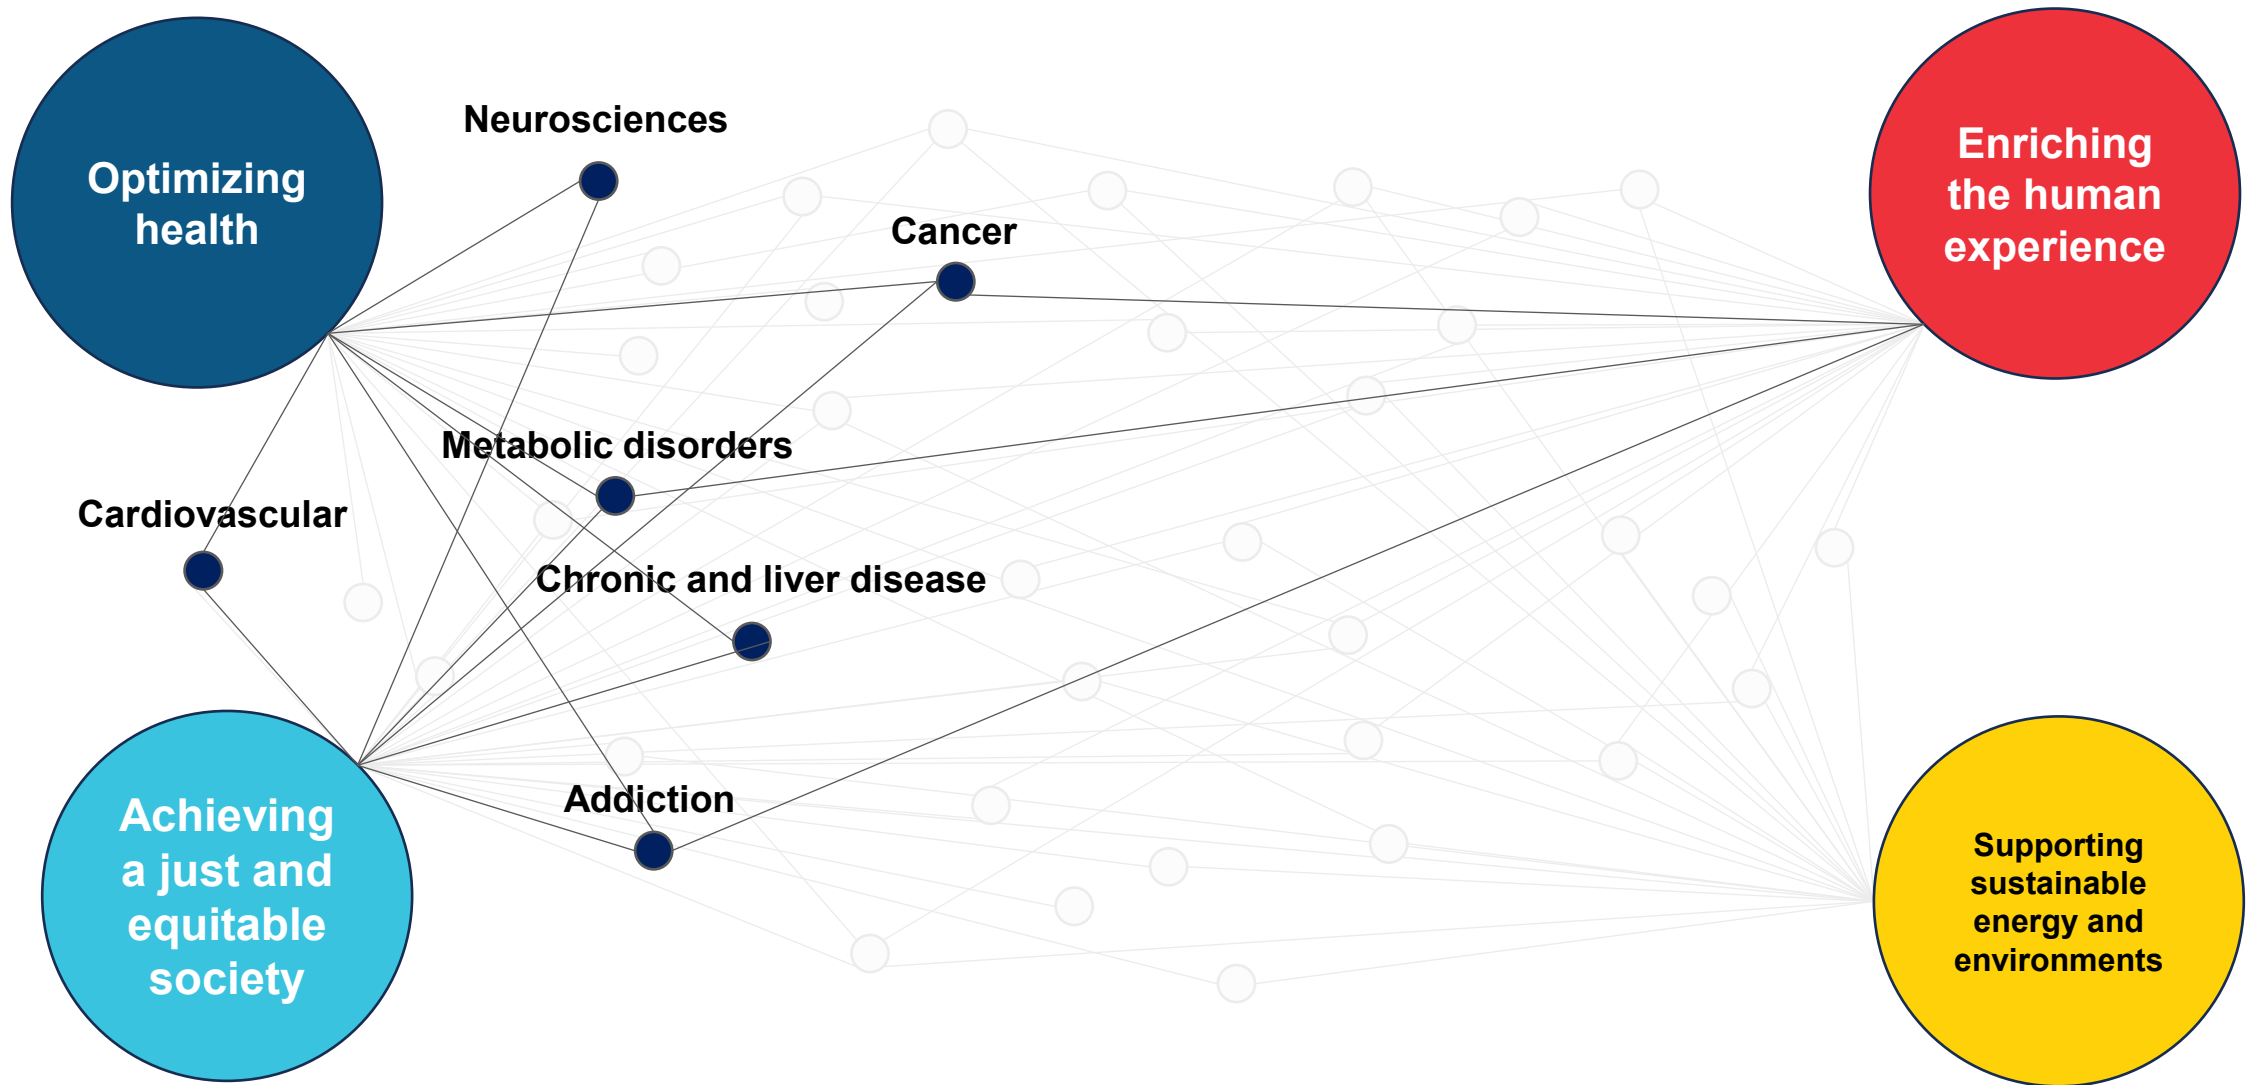 Optimizing
health
Neurosciences
Cancer
Enriching
the human
experience
Metabolic disorders
Cardiovascular
Chronic and liver disease
Addiction
Achieving
a just and
equitable
society
Supporting
sustainable
energy and
environments